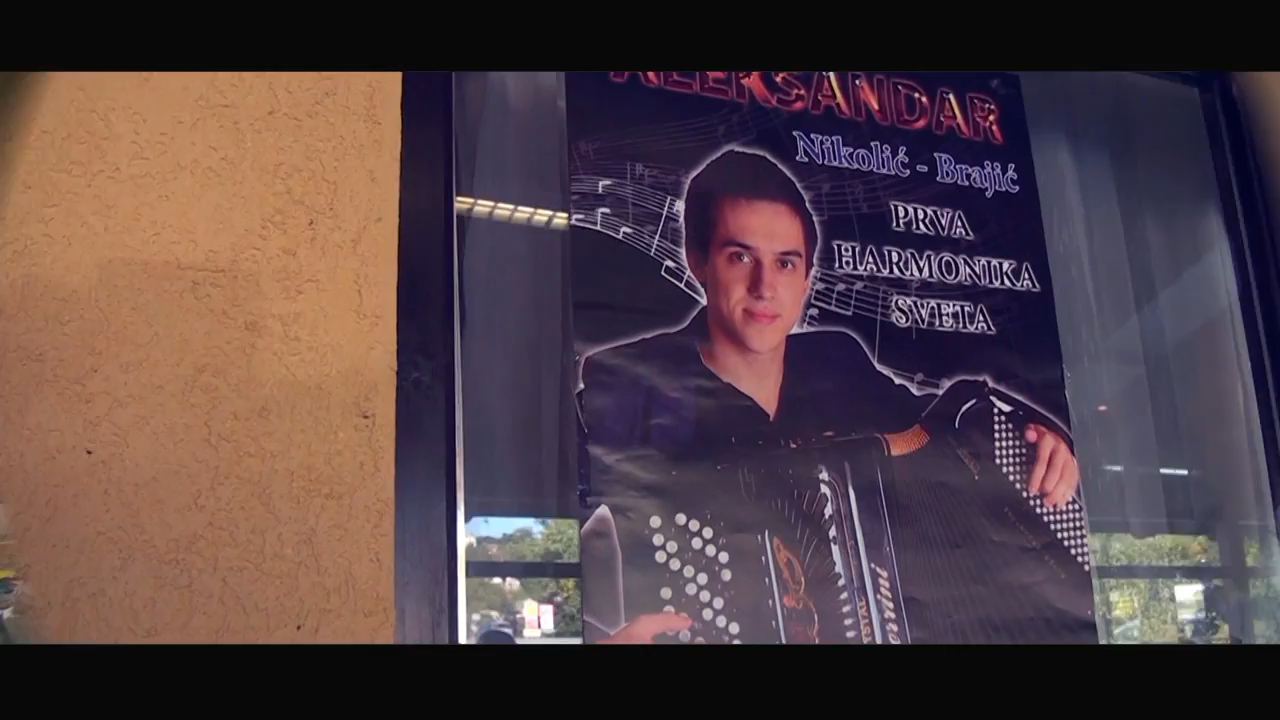 ALEKSANDAR
Nikolić - Brajić
PRVA
HARMONIKA
SVETA